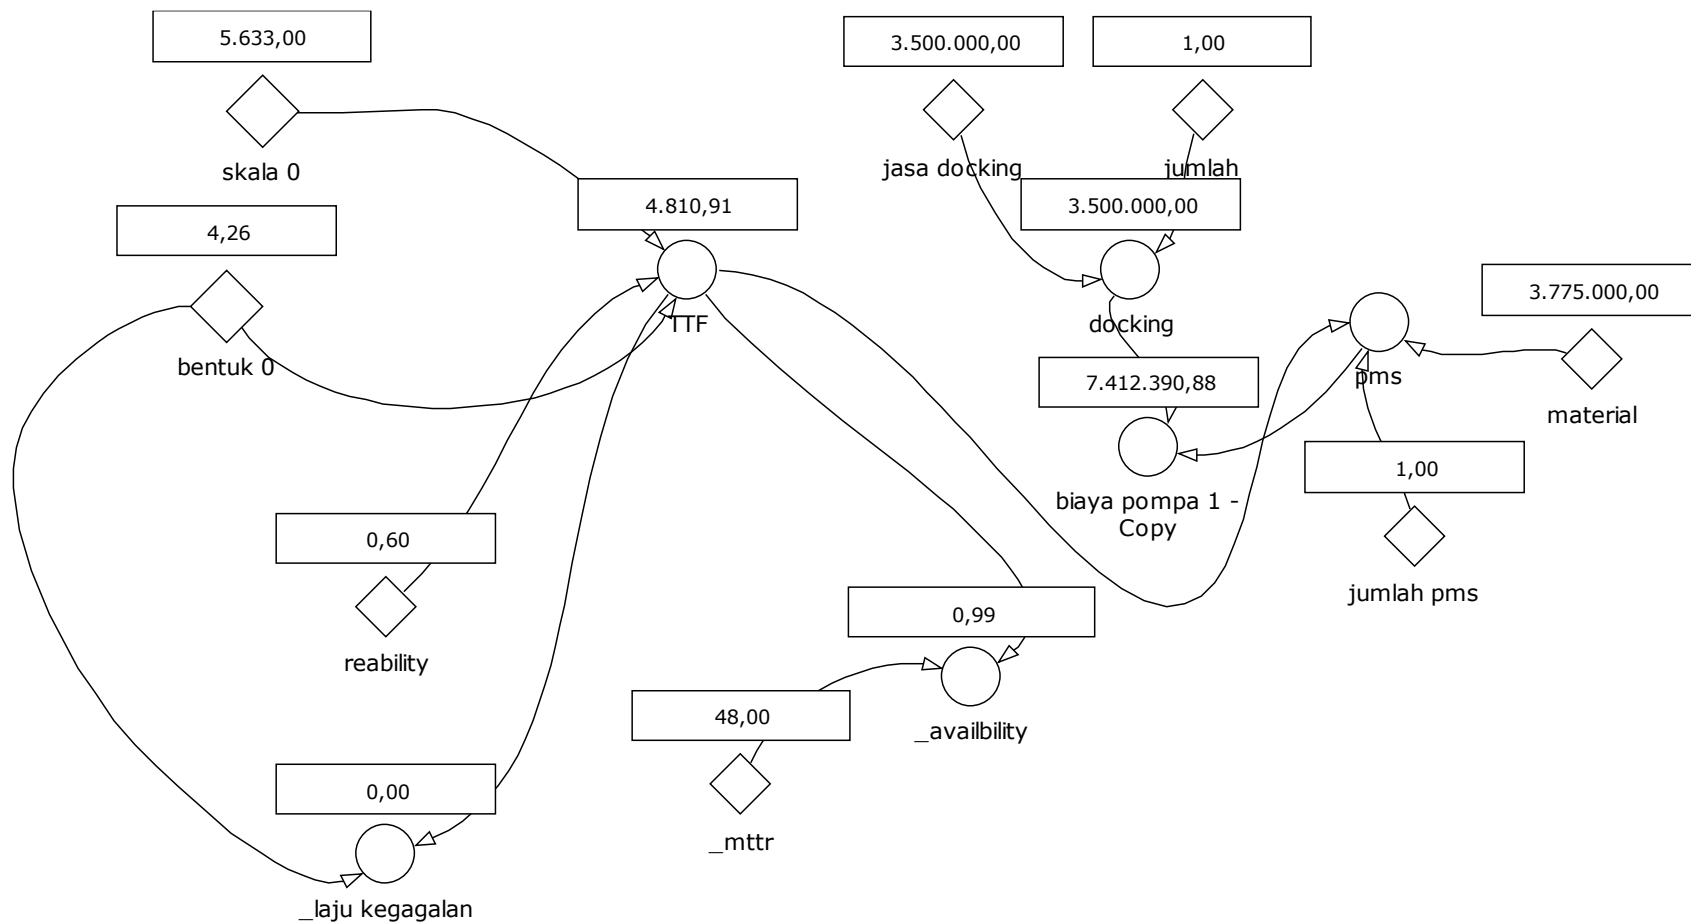 5.633,00
skala 0
4,26
bentuk 0
4.810,91
TTF
0,60
reability
0,00
_laju kegagalan
48,00
_mttr
0,99
_availbility
3.500.000,00
jasa docking
1,00
jumlah
3.500.000,00
docking
7.412.390,88
biaya pompa 1 -
Copy
pms
3.775.000,00
material
1,00
jumlah pms